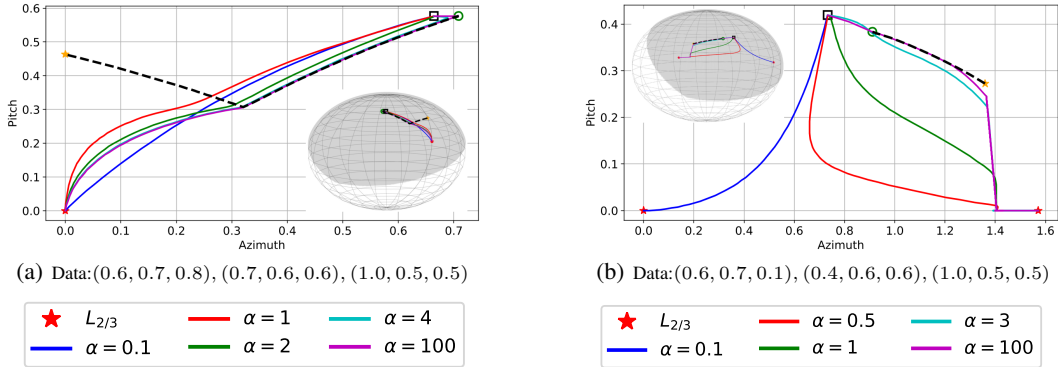 Pitch
0.6
0.5
0.4
0.3
0.2
0.1
0.0
0.0 0.1 0.2 0.3 0.4 0.5 0.6 0.7
Azimuth
(a) Data:(0.6, 0.7, 0.8), (0.7, 0.6, 0.6), (1.0, 0.5, 0.5)
L_{2/3} α = 1 α = 4
α = 0.1 α = 2 α = 100
Pitch
0.4
0.3
0.2
0.1
0.0
0.0 0.2 0.4 0.6 0.8 1.0 1.2 1.4 1.6
Azimuth
(b) Data:(0.6, 0.7, 0.1), (0.4, 0.6, 0.6), (1.0, 0.5, 0.5)
L_{2/3} α = 0.5 α = 3
α = 0.1 α = 1 α = 100